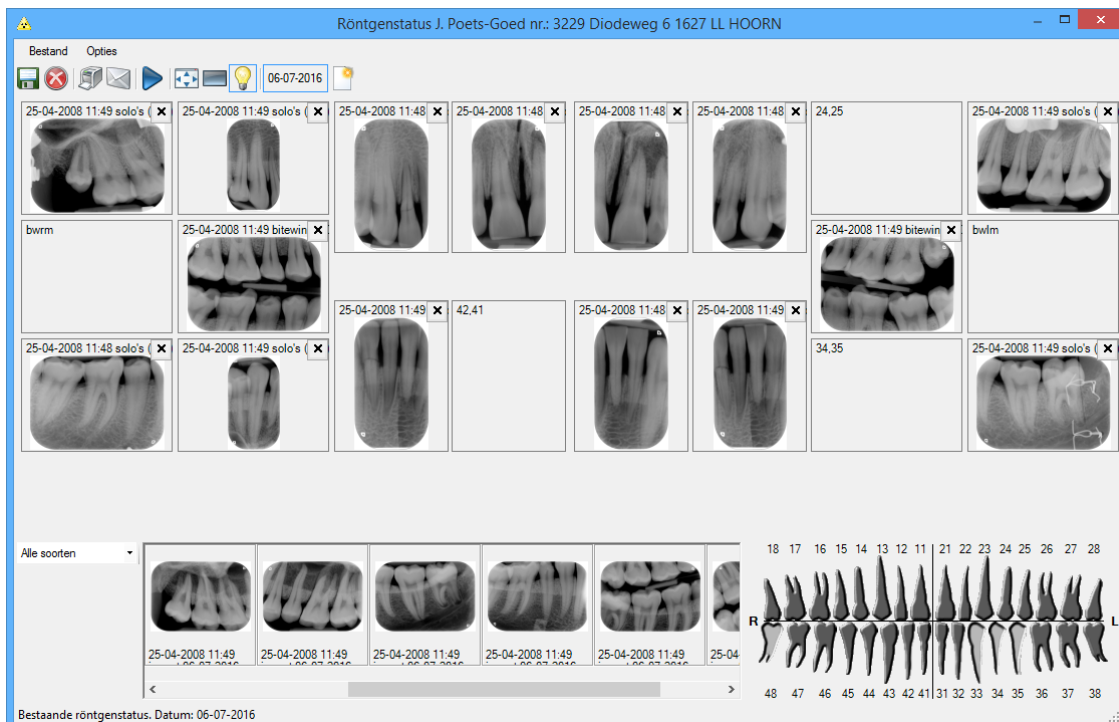 Röntgenstatus J. Poets-Goed nr.: 3229 Diodeweg 6 1627 LL HOORN
Bestand Opties
06-07-2016
25-04-2008 11:49 solo's (
25-04-2008 11:49 solo's (
25-04-2008 11:48
25-04-2008 11:48
25-04-2008 11:48
25-04-2008 11:48
24,25
25-04-2008 11:49 solo's (
bwrm
25-04-2008 11:49 bitewin
25-04-2008 11:49 bitewin
bwlm
25-04-2008 11:49
42,41
25-04-2008 11:48
25-04-2008 11:49
25-04-2008 11:48 solo's (
25-04-2008 11:49 solo's (
34,35
25-04-2008 11:49 solo's (
Alle soorten
25-04-2008 11:49
25-04-2008 11:49
25-04-2008 11:49
25-04-2008 11:49
25-04-2008 11:49
25-04
18 17 16 15 14 13 12 11 21 22 23 24 25 26 27 28
R L
48 47 46 45 44 43 42 41 31 32 33 34 35 36 37 38
Bestaande röntgenstatus. Datum: 06-07-2016